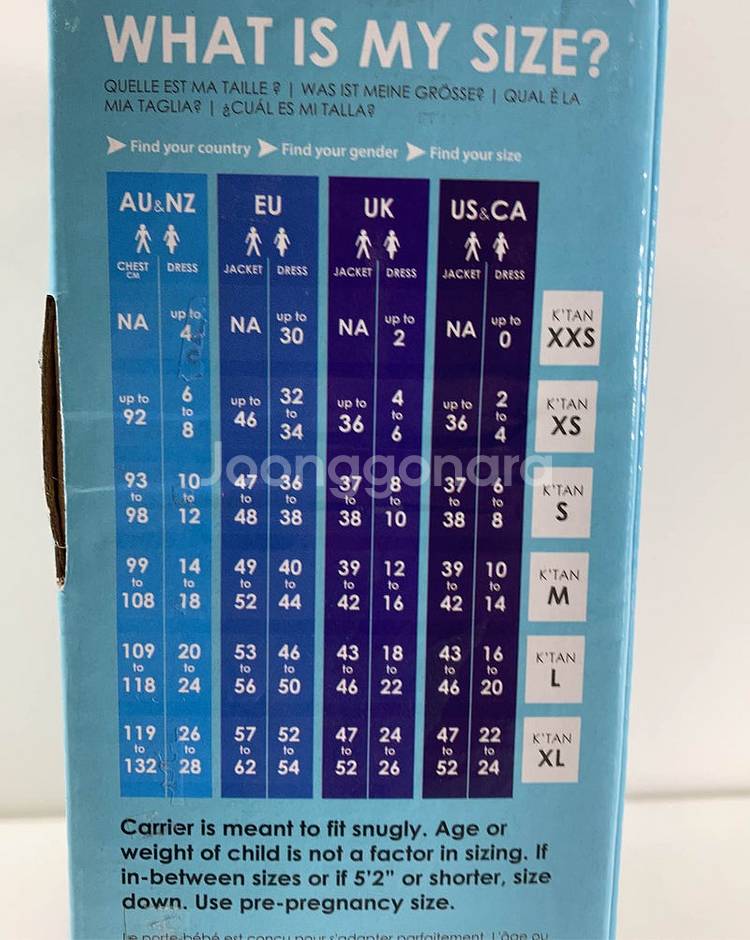 WHAT IS MY SIZE?
QUELLE EST MA TAILLE ? | WAS IST MEINE GRÖSSE? | QUAL È LA
MIA TAGLIA? | ¿CUÁL ES MI TALLA?
Find your country Find your gender Find your size
AU&NZ EU UK US&CA
CHEST CM DRESS JACKET DRESS JACKET DRESS JACKET DRESS
NA up to 4 NA up to 30 NA up to 2 NA up to 0 K'TAN XXS
up to 92 6 to 8 up to 46 32 to 34 up to 36 4 to 6 up to 36 2 to 4 K'TAN XS
93 to 98 10 to 12 47 to 48 36 to 38 37 to 38 8 to 10 37 to 38 6 to 8 K'TAN S
99 to 108 14 to 18 49 to 52 40 to 44 39 to 42 12 to 16 39 to 42 10 to 14 K'TAN M
109 to 118 20 to 24 53 to 56 46 to 50 43 to 46 18 to 22 43 to 46 16 to 20 K'TAN L
119 to 132 26 to 28 57 to 62 52 to 54 47 to 52 24 to 26 47 to 52 22 to 24 K'TAN XL
Joonggonara
Carrier is meant to fit snugly. Age or
weight of child is not a factor in sizing. If
in-between sizes or if 5'2" or shorter, size
down. Use pre-pregnancy size.
Le porte-bébé est conçu pour s'adapter parfaitement. L'âge ou